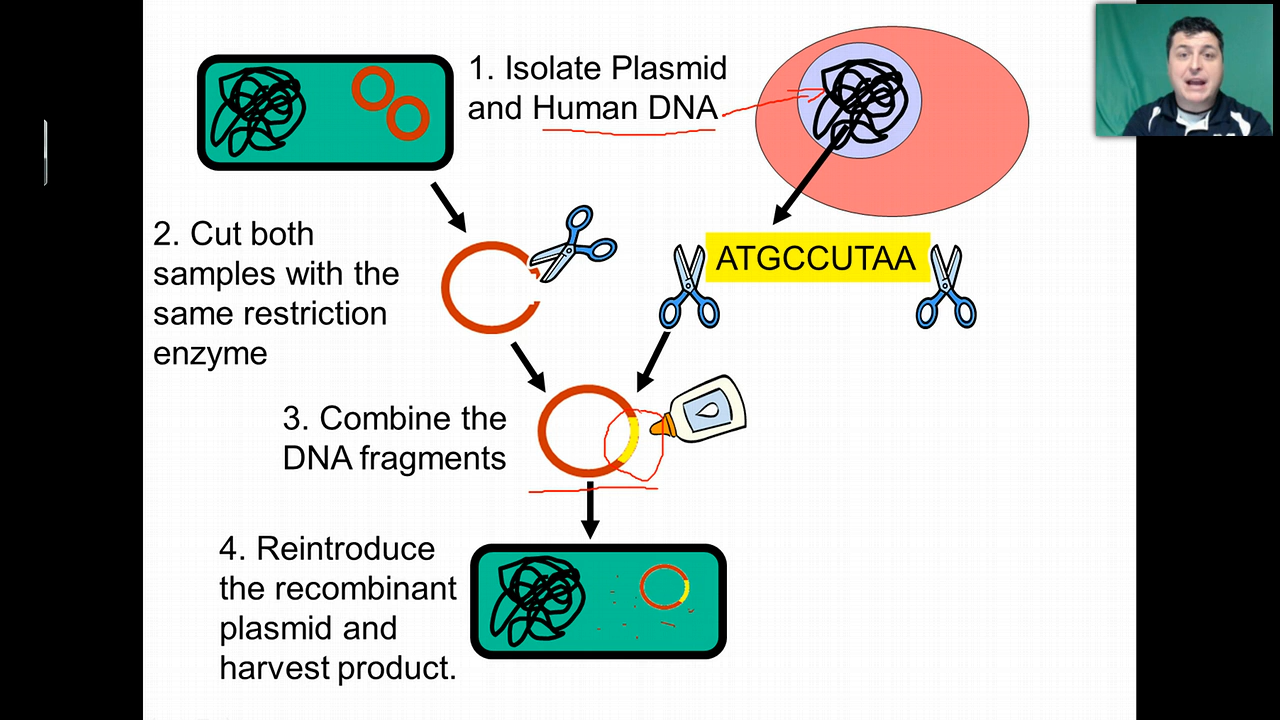 1. Isolate Plasmid
and Human DNA
2. Cut both
samples with the
same restriction
enzyme
ATGCCUTAA
3. Combine the
DNA fragments
4. Reintroduce
the recombinant
plasmid and
harvest product.